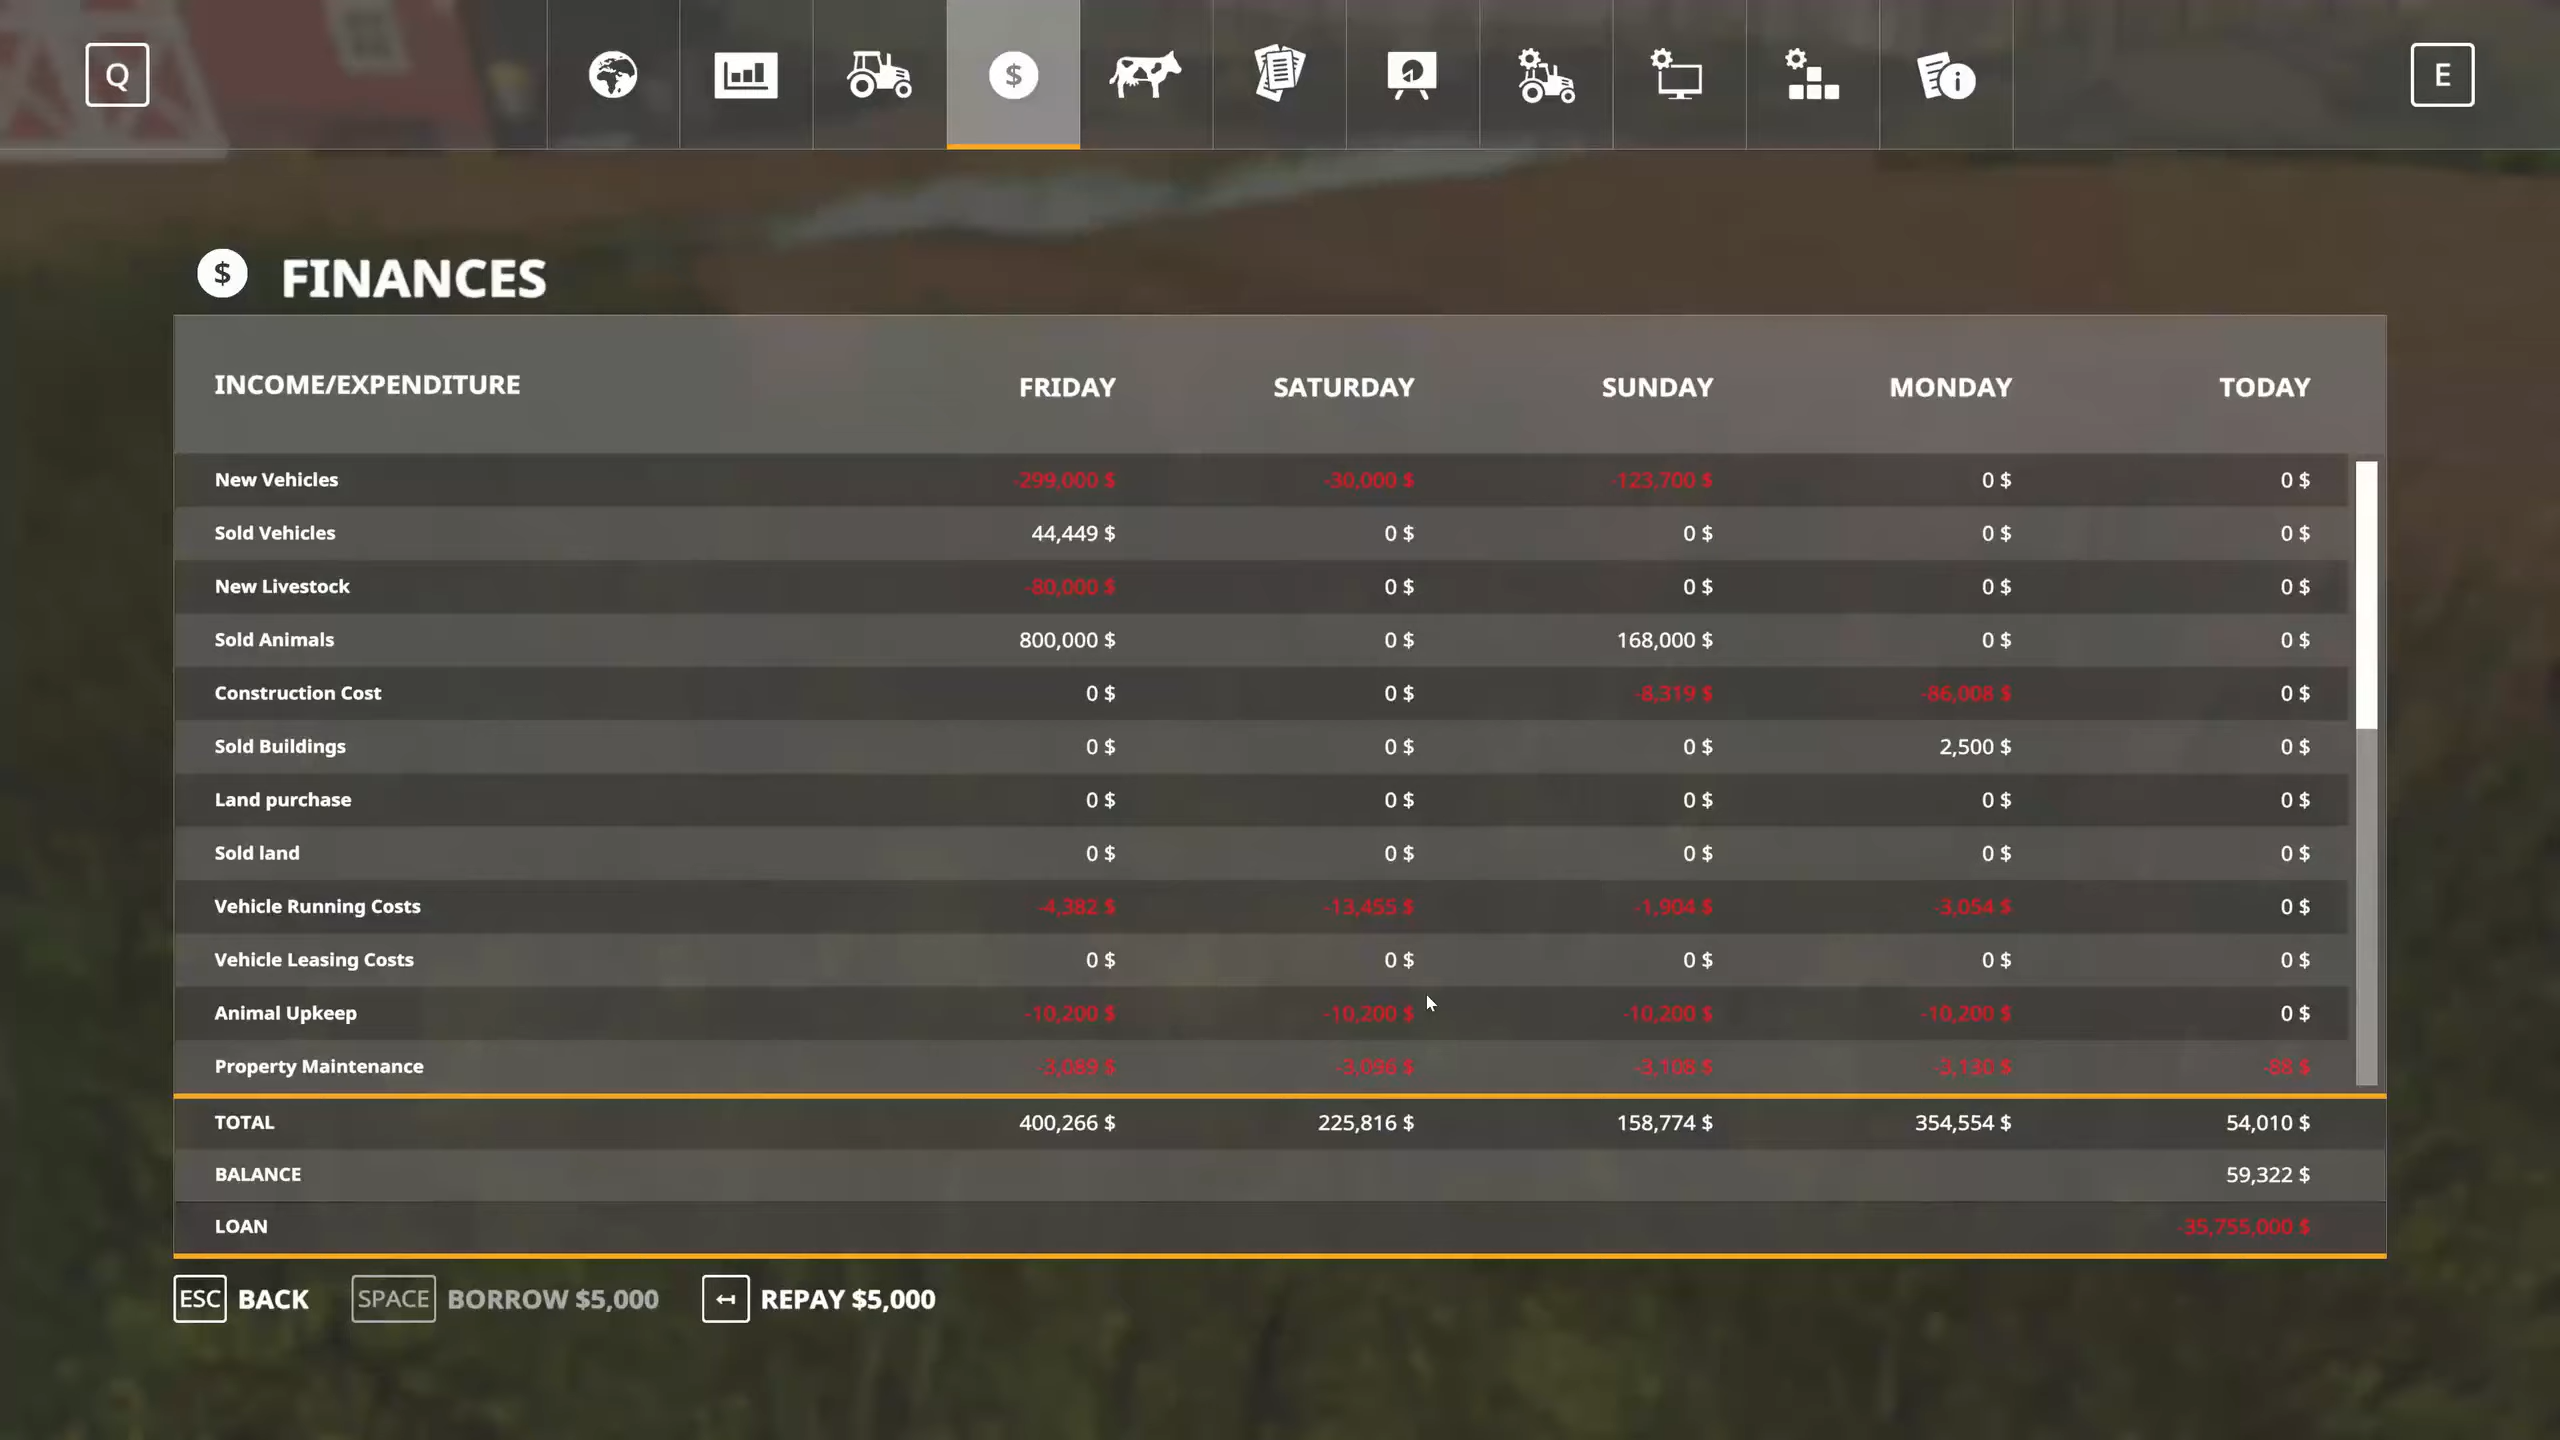 Q
E
$ FINANCES
INCOME/EXPENDITURE FRIDAY SATURDAY SUNDAY MONDAY TODAY
New Vehicles -299,000 $ -30,000 $ -123,700 $ 0 $ 0 $
Sold Vehicles 44,449 $ 0 $ 0 $ 0 $ 0 $
New Livestock -80,000 $ 0 $ 0 $ 0 $ 0 $
Sold Animals 800,000 $ 0 $ 168,000 $ 0 $ 0 $
Construction Cost 0 $ 0 $ -8,319 $ -86,008 $ 0 $
Sold Buildings 0 $ 0 $ 0 $ 2,500 $ 0 $
Land purchase 0 $ 0 $ 0 $ 0 $ 0 $
Sold land 0 $ 0 $ 0 $ 0 $ 0 $
Vehicle Running Costs -4,382 $ -13,455 $ -1,904 $ -3,054 $ 0 $
Vehicle Leasing Costs 0 $ 0 $ 0 $ 0 $ 0 $
Animal Upkeep -10,200 $ -10,200 $ -10,200 $ -10,200 $ 0 $
Property Maintenance -3,089 $ -3,096 $ -3,108 $ -3,130 $ -88 $
TOTAL 400,266 $ 225,816 $ 158,774 $ 354,554 $ 54,010 $
BALANCE 59,322 $
LOAN -35,755,000 $
ESC BACK SPACE BORROW $5,000 REPAY $5,000